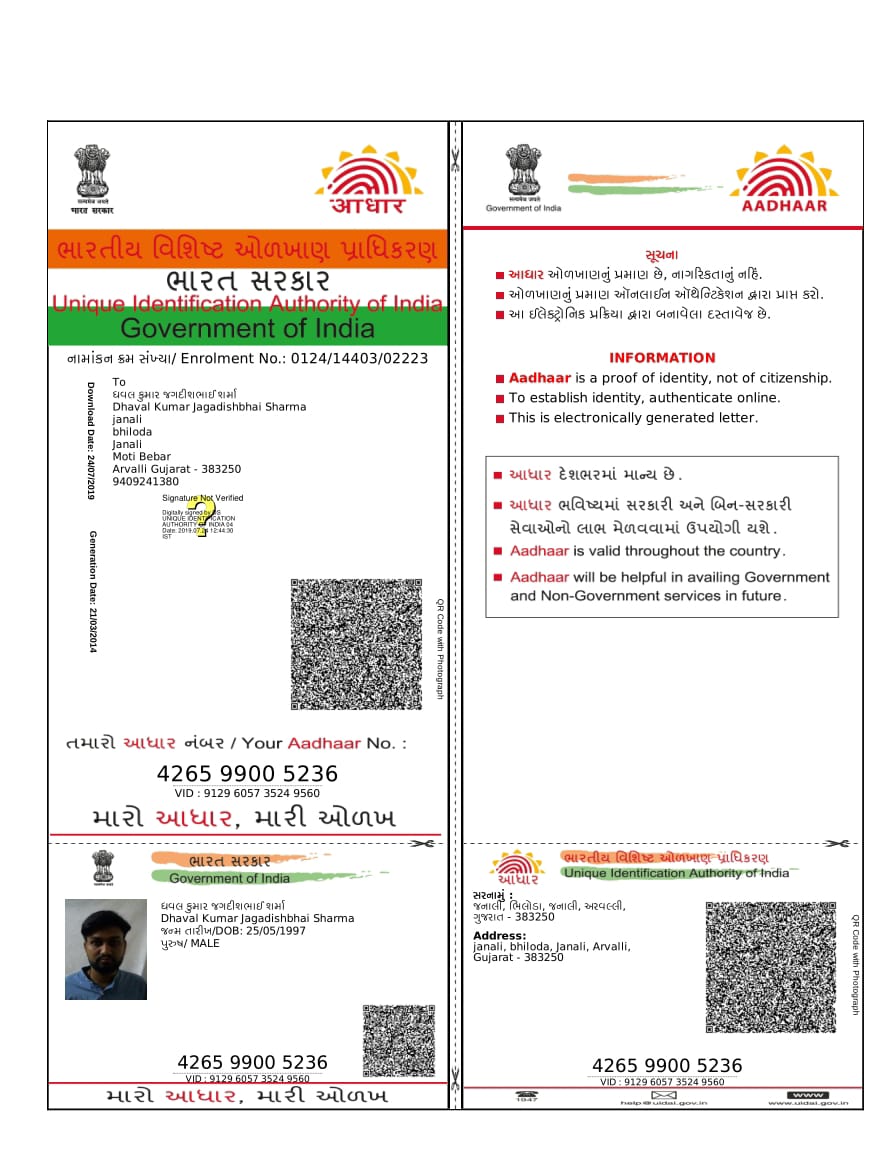 सत्यमेव जयते
भारत सरकार
आधार
ભારતીય વિશિષ્ટ ઓળખાણ પ્રાધિકરણ
ભારત સરકાર
Unique Identification Authority of India
Government of India
નામાંકન ક્રમ સંખ્યા/ Enrolment No.: 0124/14403/02223
Download Date: 24/07/2019
Generation Date: 21/03/2014
To
ધવલ કુમાર જગદીશભાઈ શર્મા
Dhaval Kumar Jagadishbhai Sharma
janali
bhiloda
Janali
Moti Bebar
Arvalli Gujarat - 383250
9409241380
Signature Not Verified
Digitally signed by DS
UNIQUE IDENTIFICATION
AUTHORITY OF INDIA 04
Date: 2019.07.24 12:44:30
IST
QR Code with Photograph
તમારો આધાર નંબર / Your Aadhaar No. :
4265 9900 5236
VID : 9129 6057 3524 9560
મારો આધાર, મારી ઓળખ
ભારત સરકાર
Government of India
ધવલ કુમાર જગદીશભાઈ શર્મા
Dhaval Kumar Jagadishbhai Sharma
જન્મ તારીખ/DOB: 25/05/1997
પુરુષ/ MALE
4265 9900 5236
VID : 9129 6057 3524 9560
મારો આધાર, મારી ઓળખ
सत्यमेव जयते
Government of India
AADHAAR
સૂચના
આધાર ઓળખાણનું પ્રમાણ છે, નાગરિકતાનું નહિં.
ઓળખાણનું પ્રમાણ ઑનલાઈન ઑથેન્ટિકેશન દ્વારા પ્રાપ્ત કરો.
આ ઈલેક્ટ્રોનિક પ્રક્રિયા દ્વારા બનાવેલા દસ્તાવેજ છે.
INFORMATION
Aadhaar is a proof of identity, not of citizenship.
To establish identity, authenticate online.
This is electronically generated letter.
આધાર દેશભરમાં માન્ય છે.
આધાર ભવિષ્યમાં સરકારી અને બિન-સરકારી
સેવાઓનો લાભ મેળવવામાં ઉપયોગી થશે.
Aadhaar is valid throughout the country.
Aadhaar will be helpful in availing Government
and Non-Government services in future.
આધાર
ભારતીય વિશિષ્ટ ઓળખાણ પ્રાધિકરણ
Unique Identification Authority of India
સરનામું :
જનાલી, ભિલોડા, જનાલી, અરવલ્લી,
ગુજરાત - 383250
Address:
janali, bhiloda, Janali, Arvalli,
Gujarat - 383250
QR Code with Photograph
4265 9900 5236
VID : 9129 6057 3524 9560
1947
help@uidai.gov.in
WWW
www.uidai.gov.in